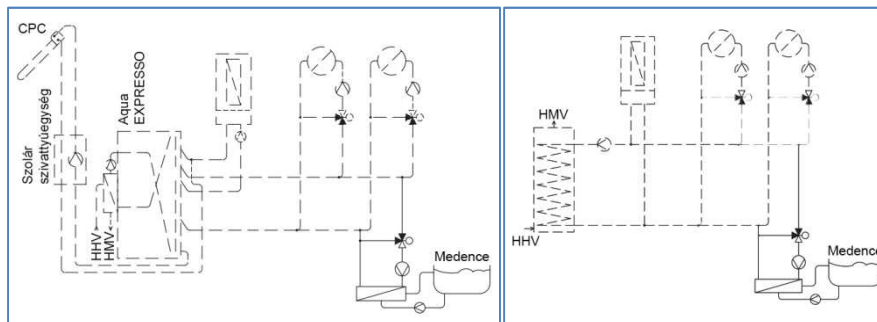 CPC
Szolár
szivattyúegység
Aqua
EXPRESSO
HHV
HMV
Medence
HMV
HHV
Medence